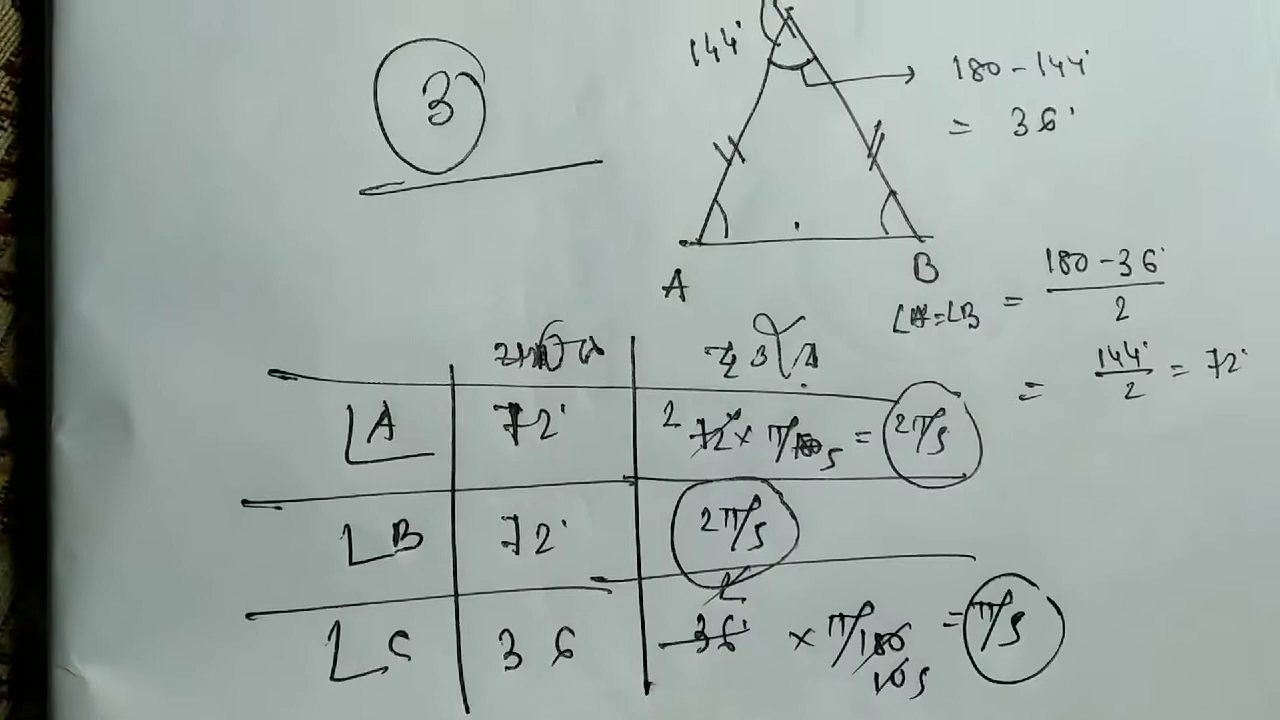 3
144°
180 - 144°
= 36°
A
B
∠A = ∠B = (180 - 36°)/2
= 144°/2 = 72°
∠A 72° 2 72° × π/180 5 = 2π/5
∠B 72° 2π/5
∠C 36 36° × π/180 10 5 = π/5